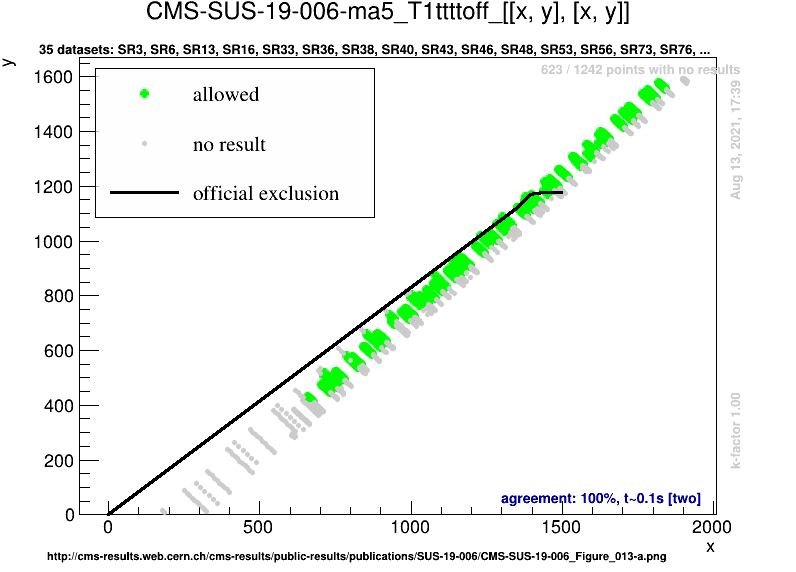 CMS-SUS-19-006-ma5_T1ttttoff_[[x, y], [x, y]]
35 datasets: SR3, SR6, SR13, SR16, SR33, SR36, SR38, SR40, SR43, SR46, SR48, SR53, SR56, SR73, SR76, ...
y
623 / 1242 points with no results
1600
1400
1200
1000
800
600
400
200
0
allowed
no result
official exclusion
Aug 13, 2021, 17:39
k-factor 1.00
agreement: 100%, t~0.1s [two]
0 500 1000 1500 2000
x
http://cms-results.web.cern.ch/cms-results/public-results/publications/SUS-19-006/CMS-SUS-19-006_Figure_013-a.png